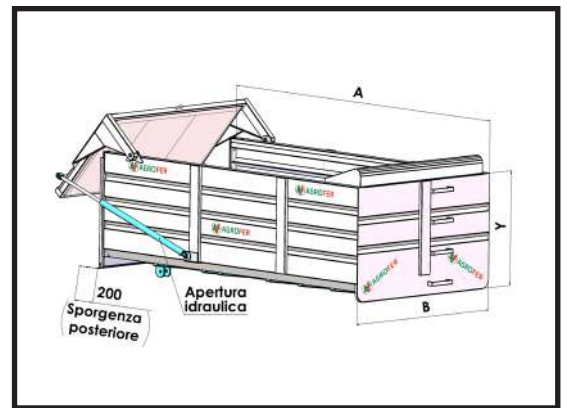 A
AGROFER
AGROFER
AGROFER
Y
AGROFER
AGROFER
B
200
(Sporgenza
posteriore)
Apertura
idraulica